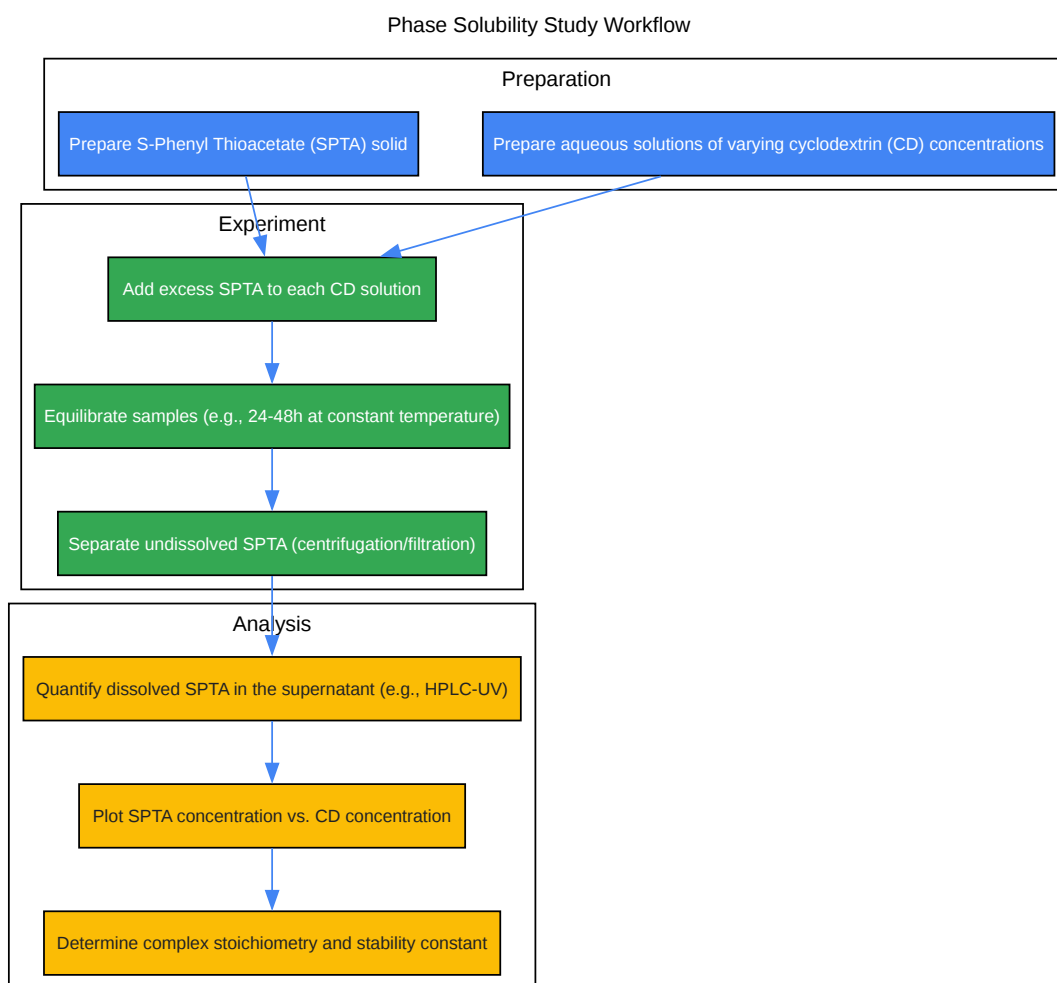 Phase Solubility Study Workflow
Preparation
Prepare S-Phenyl Thioacetate (SPTA) solid
Prepare aqueous solutions of varying cyclodextrin (CD) concentrations
Experiment
Add excess SPTA to each CD solution
Equilibrate samples (e.g., 24-48h at constant temperature)
Separate undissolved SPTA (centrifugation/filtration)
Analysis
Quantify dissolved SPTA in the supernatant (e.g., HPLC-UV)
Plot SPTA concentration vs. CD concentration
Determine complex stoichiometry and stability constant